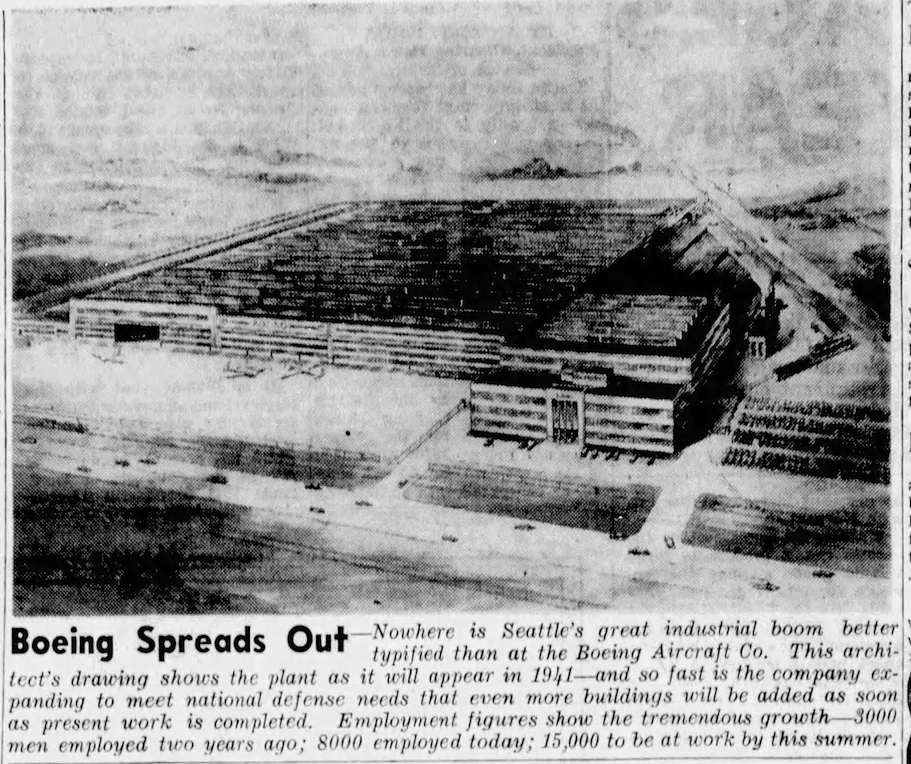 Boeing Spreads Out—Nowhere is Seattle's great industrial boom better
typified than at the Boeing Aircraft Co. This archi-
tect's drawing shows the plant as it will appear in 1941—and so fast is the company ex-
panding to meet national defense needs that even more buildings will be added as soon
as present work is completed. Employment figures show the tremendous growth—3000
men employed two years ago; 8000 employed today; 15,000 to be at work by this summer.